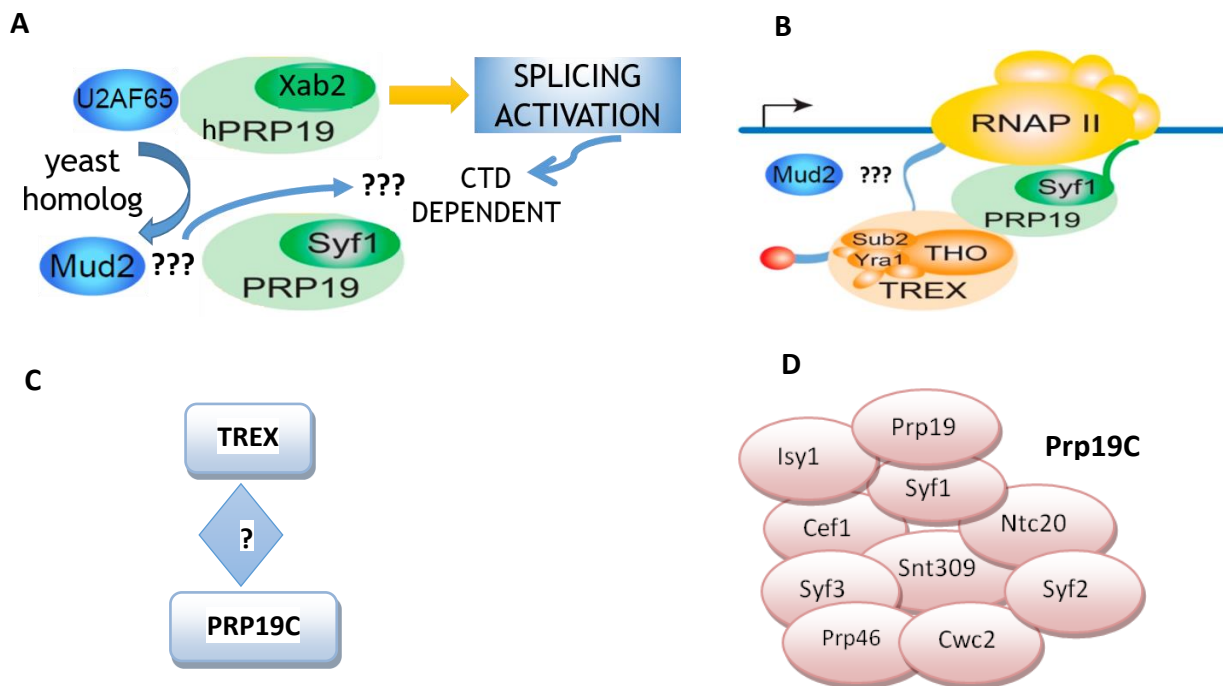 A
U2AF65
Xab2
hPRP19
SPLICING
ACTIVATION
yeast
homolog
???
CTD
DEPENDENT
Mud2
???
Syf1
PRP19
B
RNAP II
Mud2
???
Syf1
PRP19
Sub2
Yra1
THO
TREX
C
TREX
?
PRP19C
D
Prp19C
Prp19
Isy1
Syf1
Cef1
Ntc20
Snt309
Syf3
Syf2
Prp46
Cwc2